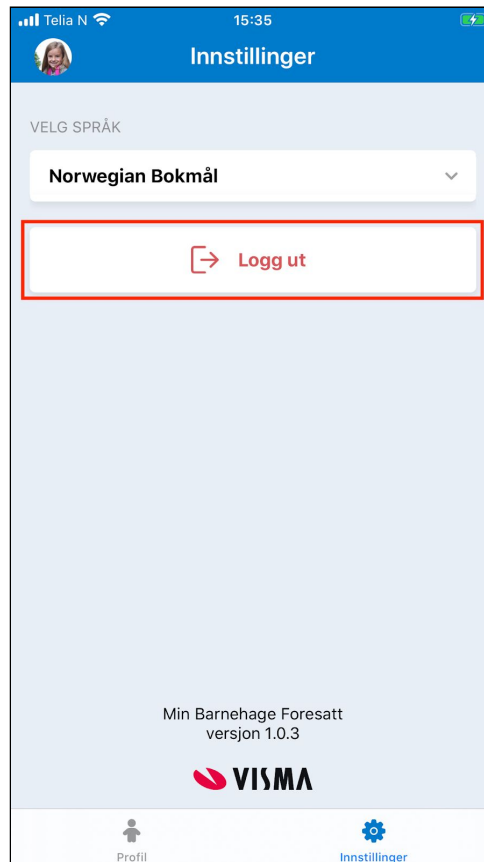 Telia N 15:35
Innstillinger
VELG SPRÅK
Norwegian Bokmål
Logg ut
Min Barnehage Foresatt
versjon 1.0.3
VISMA
Profil Innstillinger